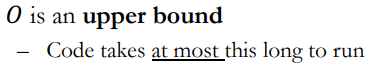 O is an upper bound
– Code takes at most this long to run